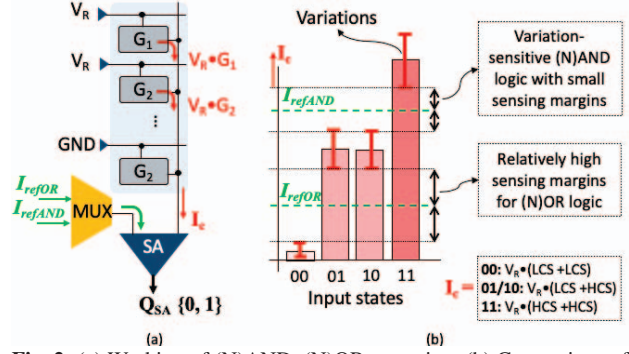 V_R
G_1
V_R•G_1
V_R
G_2
V_R•G_2
⋮
GND
G_2
I_refOR
I_refAND
MUX
I_c
SA
Q_SA {0, 1}
(a)
Variations
I_c
I_refAND
I_refOR
00 01 10 11
Input states
Variation-
sensitive (N)AND
logic with small
sensing margins
Relatively high
sensing margins
for (N)OR logic
I_c =
00: V_R•(LCS +LCS)
01/10: V_R•(LCS +HCS)
11: V_R•(HCS +HCS)
(b)